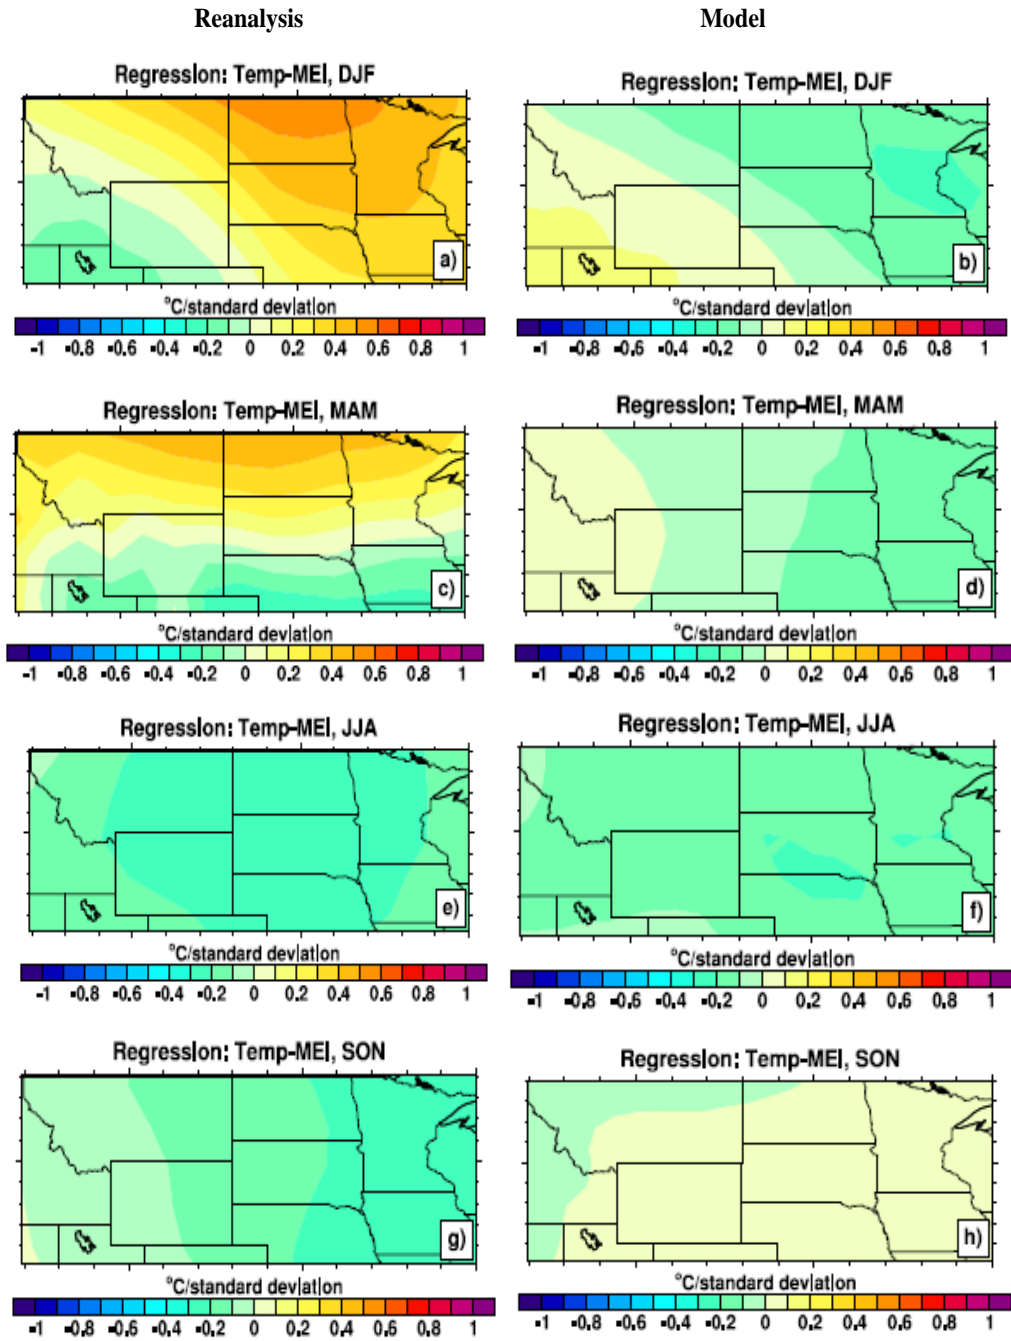 Reanalysis
Model
Regression: Temp-MEI, DJF
a)
°C/standard deviation
-1 -0.8 -0.6 -0.4 -0.2 0 0.2 0.4 0.6 0.8 1
Regression: Temp-MEI, DJF
b)
°C/standard deviation
-1 -0.8 -0.6 -0.4 -0.2 0 0.2 0.4 0.6 0.8 1
Regression: Temp-MEI, MAM
c)
°C/standard deviation
-1 -0.8 -0.6 -0.4 -0.2 0 0.2 0.4 0.6 0.8 1
Regression: Temp-MEI, MAM
d)
°C/standard deviation
-1 -0.8 -0.6 -0.4 -0.2 0 0.2 0.4 0.6 0.8 1
Regression: Temp-MEI, JJA
e)
°C/standard deviation
-1 -0.8 -0.6 -0.4 -0.2 0 0.2 0.4 0.6 0.8 1
Regression: Temp-MEI, JJA
f)
°C/standard deviation
-1 -0.8 -0.6 -0.4 -0.2 0 0.2 0.4 0.6 0.8 1
Regression: Temp-MEI, SON
g)
°C/standard deviation
-1 -0.8 -0.6 -0.4 -0.2 0 0.2 0.4 0.6 0.8 1
Regression: Temp-MEI, SON
h)
°C/standard deviation
-1 -0.8 -0.6 -0.4 -0.2 0 0.2 0.4 0.6 0.8 1